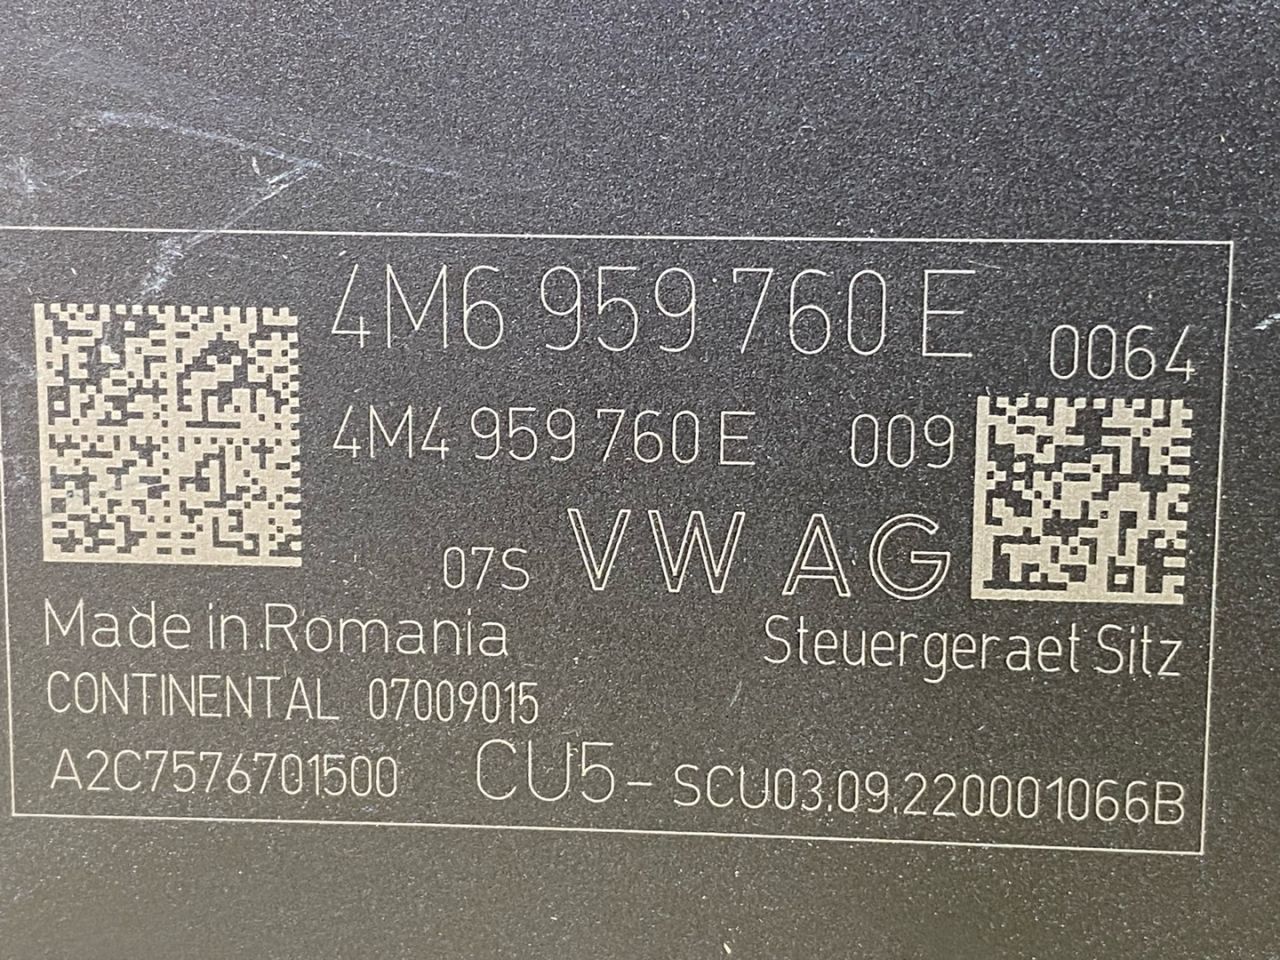 4M6 959 760 E
0064
4M4 959 760 E 009
07S VW AG
Made in Romania Steuergeraet Sitz
CONTINENTAL 07009015
A2C7576701500 CU5-SCU03.09.220001066B